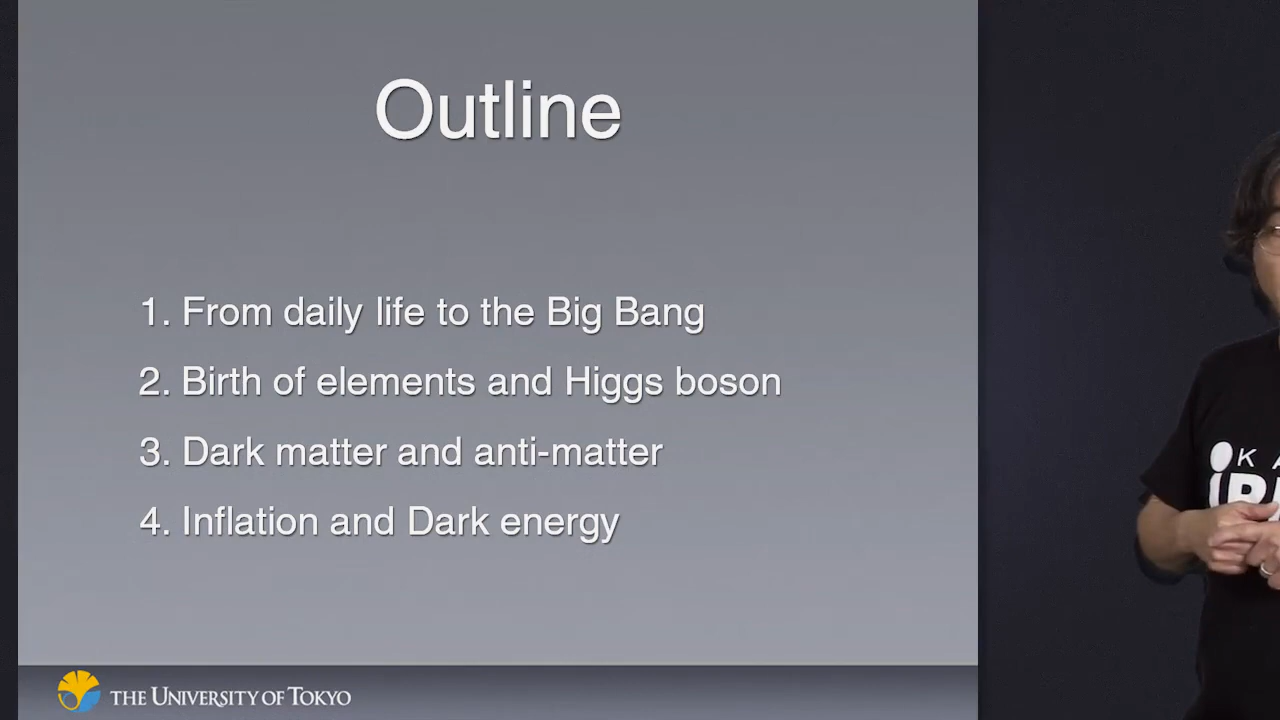 Outline
1. From daily life to the Big Bang
2. Birth of elements and Higgs boson
3. Dark matter and anti-matter
4. Inflation and Dark energy
THE UNIVERSITY OF TOKYO
K A